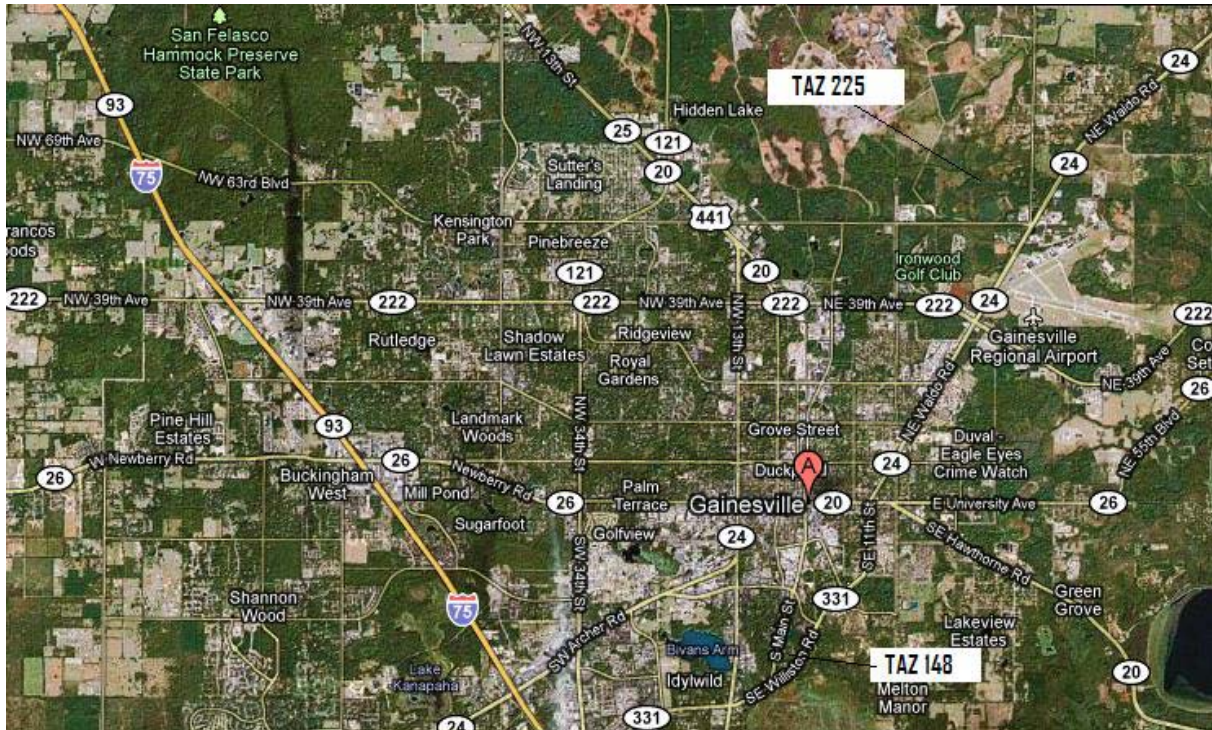 San Felasco
Hammock Preserve
State Park
93
NW 13th St
TAZ 225
24
NE Waldo Rd
Hidden Lake
25
121
NW 69th Ave
75
NW 63rd Blvd
Sutter's
Landing
20
24
Kensington
Park
441
Pinebreeze
121
20
Ironwood
Golf Club
222
NW 39th Ave
NW 39th Ave
222
222
NW 39th Ave
222
NE 39th Ave
222
24
222
Rutledge
Shadow
Lawn Estates
Ridgeview
Royal
Gardens
NW 13th St
Gainesville
Regional Airport
NE 39th Ave
26
NE Waldo Rd
Pine Hill
Estates
93
Landmark
Woods
NW 34th St
Grove Street
Duval -
Eagle Eyes
Crime Watch
NE 55th Blvd
26
W Newberry Rd
Buckingham
West
26
Newberry Rd
Mill Pond
A
24
26
Palm
Terrace
Gainesville
20
E University Ave
26
Sugarfoot
Golfview
24
SE 11th St
SE Hawthorne Rd
SW 34th St
Shannon
Wood
75
SW Archer Rd
331
Green
Grove
S Main St
Lakeview
Estates
Bivans Arm
Lake
Kanapaha
Idylwild
SE Williston Rd
TAZ 148
Melton
Manor
20
24
331